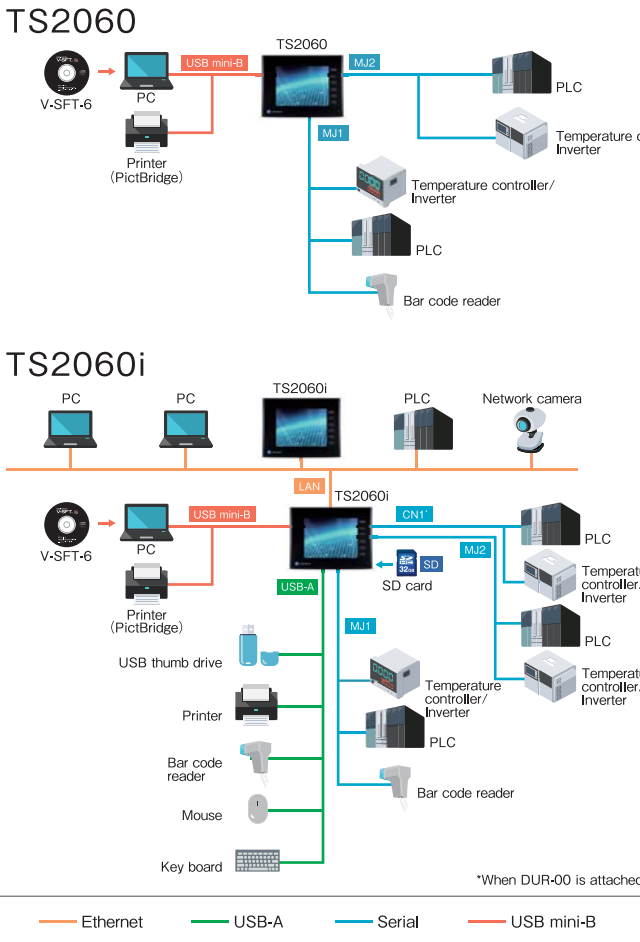 TS2060
TS2060
USB mini-B
MJ2
V-SFT-6
PC
PLC
MJ1
Printer
(PictBridge)
Temperature
Inverter
Temperature controller/
Inverter
PLC
Bar code reader
TS2060i
PC
PC
TS2060i
PLC
Network camera
LAN
TS2060i
USB mini-B
CN1*
V-SFT-6
PC
PLC
MJ2
32GB
SD
SD card
USB-A
Printer
(PictBridge)
MJ1
controller/
Inverter
PLC
USB thumb drive
Temperature
controller/
Inverter
controller/
Inverter
Printer
PLC
Bar code
reader
Bar code reader
Mouse
Key board
*When DUR-00 is attached
Ethernet
USB-A
Serial
USB mini-B